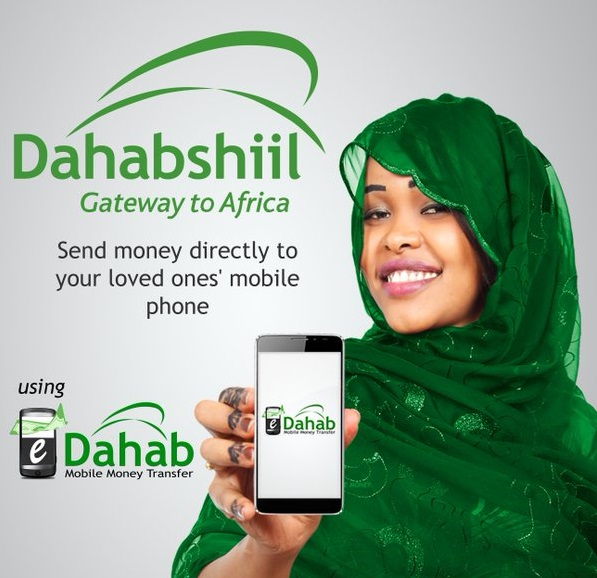 Dahabshiil
Gateway to Africa
Send money directly to
your loved ones' mobile
phone
using
e Dahab
Mobile Money Transfer
e Dahab
Mobile Money Transfer